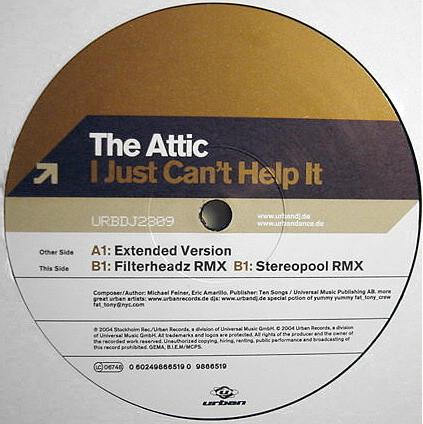 The Attic
I Just Can't Help It
URBDJ2809
www.urbandj.de
www.urbandance.de
Other Side A1: Extended Version
This Side B1: Filterheadz RMX B1: Stereopool RMX
Composer/Author: Michael Feiner, Eric Amarillo. Publisher: Ten Songs / Universal Music Publishing AB. more
great urban artists: www.urbanrecords.de djs: www.urbandj.de special potion of yummy yummy fat_tony_crew
fat_tony@nyc.com
℗ 2004 Stockholm Rec./Urban Records, a division of Universal Music GmbH. © 2004 Urban Records, a division
of Universal Music GmbH. All trademarks and logos are protected. All rights of the producer and the owner of
the recorded work reserved. Unauthorized copying, hiring, renting, public performance and broadcasting of
this record prohibited. GEMA, B.I.E.M/MCPS.
LC 06748 0 60249866519 0 9866519
urban